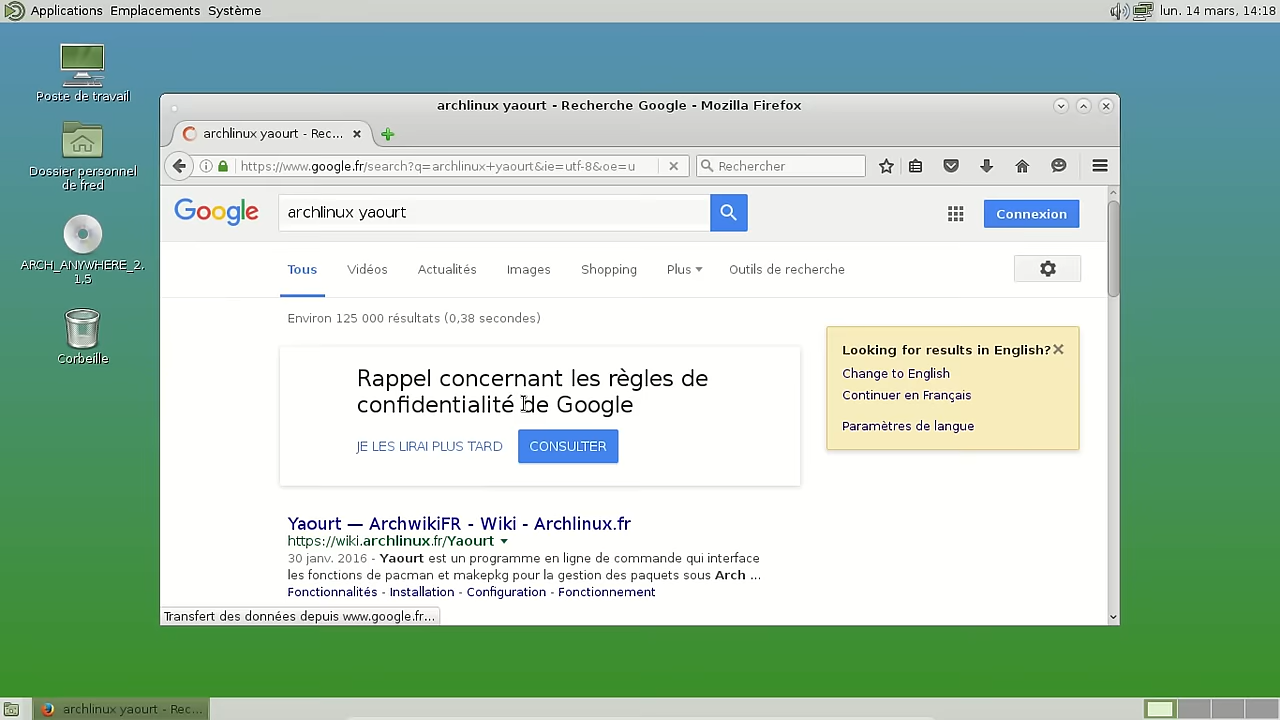 Applications Emplacements Système
lun. 14 mars, 14:18
Poste de travail
Dossier personnel
de fred
ARCH_ANYWHERE_2.
1.5
Corbeille
archlinux yaourt - Recherche Google - Mozilla Firefox
archlinux yaourt - Rec...
https://www.google.fr/search?q=archlinux+yaourt&ie=utf-8&oe=u
Rechercher
Google
archlinux yaourt
Connexion
Tous Vidéos Actualités Images Shopping Plus Outils de recherche
Environ 125 000 résultats (0,38 secondes)
Rappel concernant les règles de
confidentialité de Google
JE LES LIRAI PLUS TARD
CONSULTER
Looking for results in English?
Change to English
Continuer en Français
Paramètres de langue
Yaourt — ArchwikiFR - Wiki - Archlinux.fr
https://wiki.archlinux.fr/Yaourt
30 janv. 2016 - Yaourt est un programme en ligne de commande qui interface
les fonctions de pacman et makepkg pour la gestion des paquets sous Arch ...
Fonctionnalités - Installation - Configuration - Fonctionnement
Transfert des données depuis www.google.fr...
archlinux yaourt - Rec...